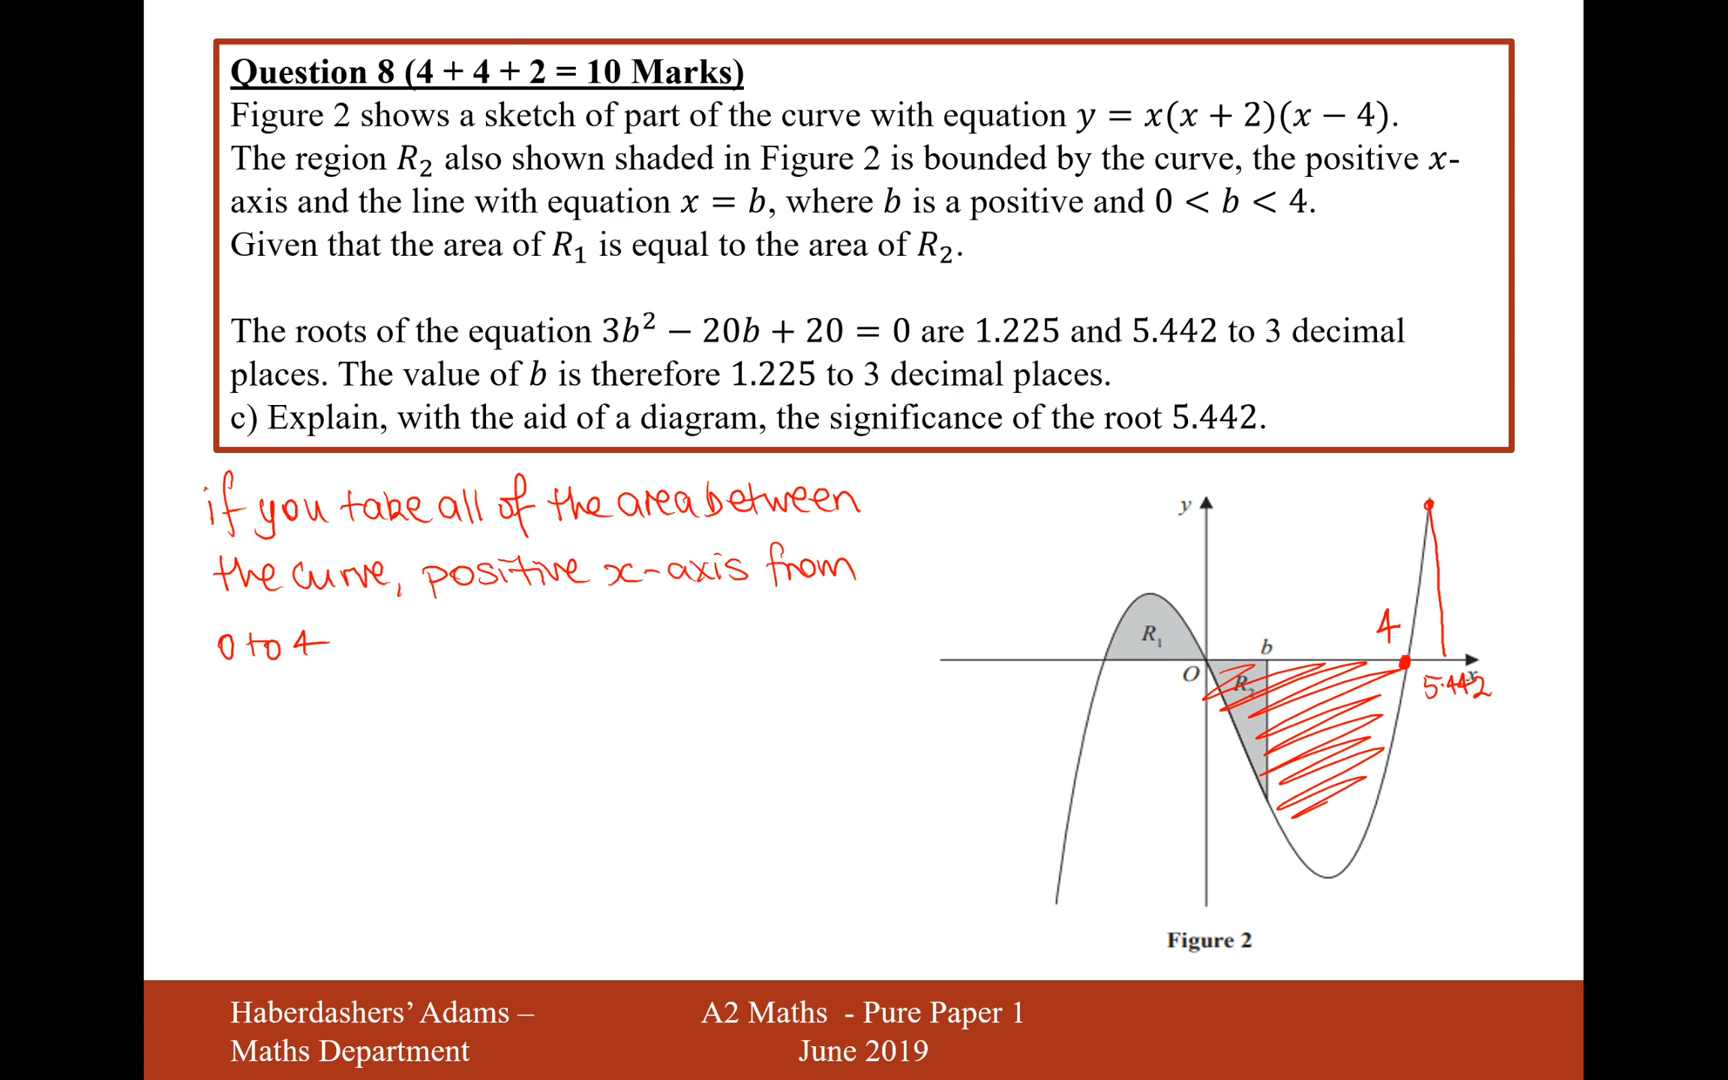 Question 8 (4 + 4 + 2 = 10 Marks)
Figure 2 shows a sketch of part of the curve with equation y = x(x + 2)(x − 4).
The region R₂ also shown shaded in Figure 2 is bounded by the curve, the positive x-
axis and the line with equation x = b, where b is a positive and 0 < b < 4.
Given that the area of R₁ is equal to the area of R₂.
The roots of the equation 3b² − 20b + 20 = 0 are 1.225 and 5.442 to 3 decimal
places. The value of b is therefore 1.225 to 3 decimal places.
c) Explain, with the aid of a diagram, the significance of the root 5.442.
if you take all of the area between
the curve, positive x-axis from
0 to 4
y
R₁
4
b
O
R₂
x
5.442
Figure 2
Haberdashers’ Adams –
Maths Department
A2 Maths - Pure Paper 1
June 2019